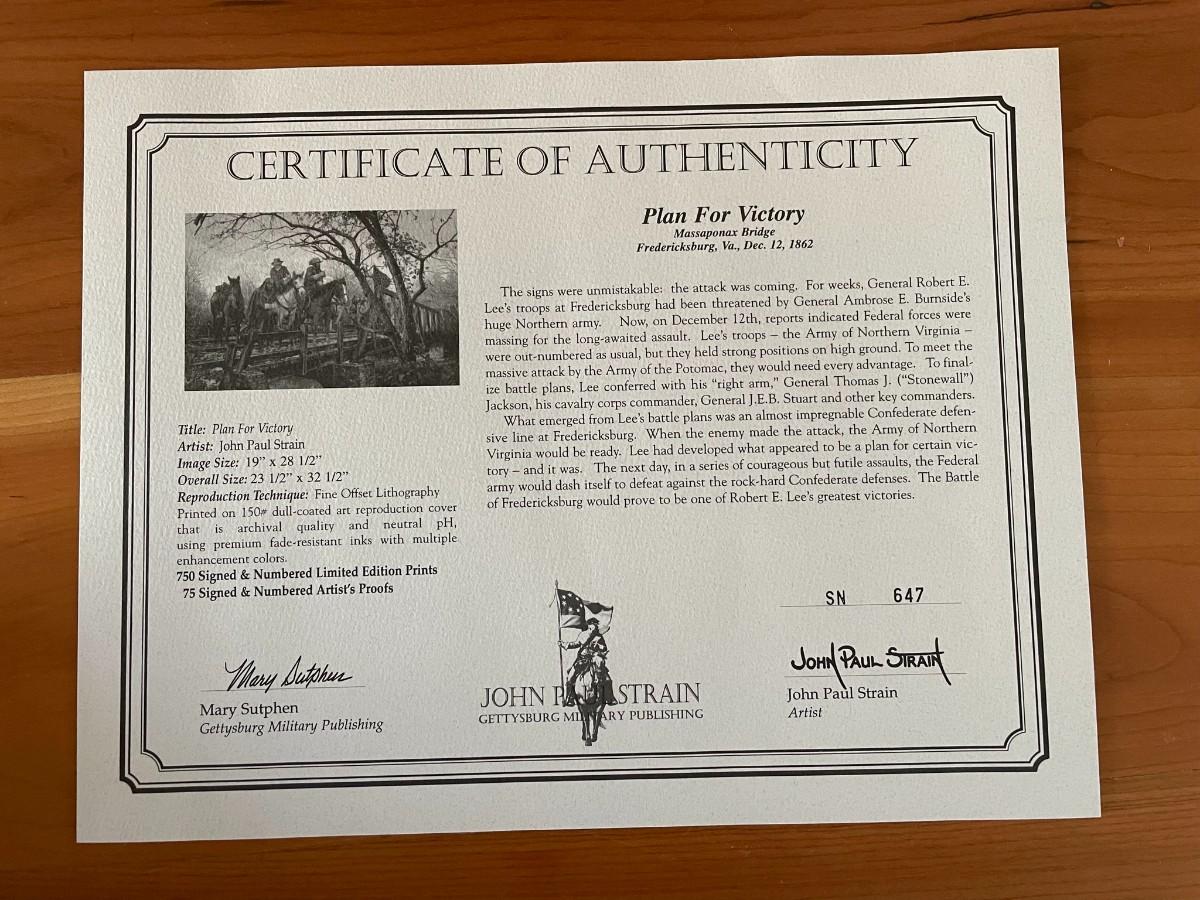 CERTIFICATE OF AUTHENTICITY
Plan For Victory
Massaponax Bridge
Fredericksburg, Va., Dec. 12, 1862
The signs were unmistakable: the attack was coming. For weeks, General Robert E.
Lee's troops at Fredericksburg had been threatened by General Ambrose E. Burnside's
huge Northern army. Now, on December 12th, reports indicated Federal forces were
massing for the long-awaited assault. Lee's troops – the Army of Northern Virginia –
were out-numbered as usual, but they held strong positions on high ground. To meet the
massive attack by the Army of the Potomac, they would need every advantage. To final-
ize battle plans, Lee conferred with his "right arm," General Thomas J. ("Stonewall")
Jackson, his cavalry corps commander, General J.E.B. Stuart and other key commanders.
What emerged from Lee's battle plans was an almost impregnable Confederate defen-
sive line at Fredericksburg. When the enemy made the attack, the Army of Northern
Virginia would be ready. Lee had developed what appeared to be a plan for certain vic-
tory – and it was. The next day, in a series of courageous but futile assaults, the Federal
army would dash itself to defeat against the rock-hard Confederate defenses. The Battle
of Fredericksburg would prove to be one of Robert E. Lee's greatest victories.
Title: Plan For Victory
Artist: John Paul Strain
Image Size: 19" x 28 1/2"
Overall Size: 23 1/2" x 32 1/2"
Reproduction Technique: Fine Offset Lithography
Printed on 150# dull-coated art reproduction cover
that is archival quality and neutral pH,
using premium fade-resistant inks with multiple
enhancement colors.
750 Signed & Numbered Limited Edition Prints
75 Signed & Numbered Artist's Proofs
SN 647
Mary Sutphen
Mary Sutphen
Gettysburg Military Publishing
JOHN PAUL STRAIN
GETTYSBURG MILITARY PUBLISHING
JOHN PAUL STRAIN
John Paul Strain
Artist